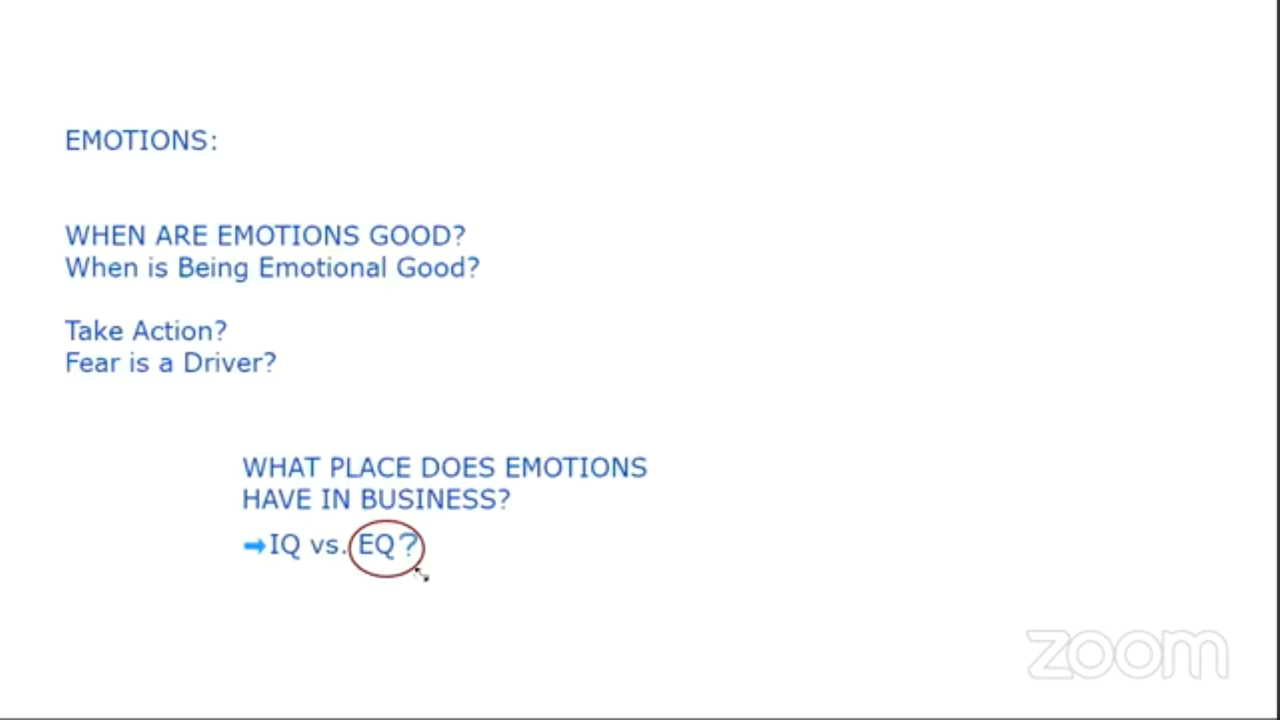 EMOTIONS:
WHEN ARE EMOTIONS GOOD?
When is Being Emotional Good?
Take Action?
Fear is a Driver?
WHAT PLACE DOES EMOTIONS
HAVE IN BUSINESS?
➡IQ vs. EQ?
zoom